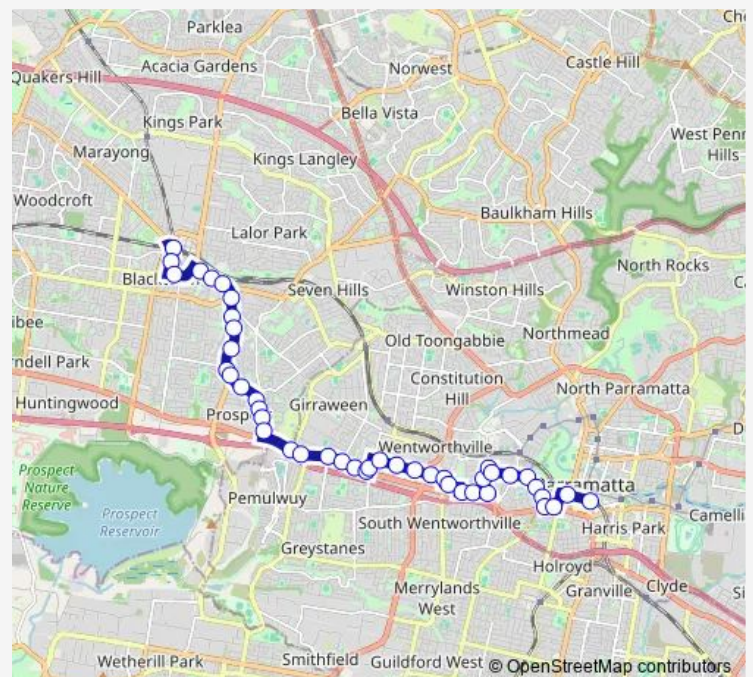 Parklea
Quakers Hill
Acacia Gardens
Norwest
Castle Hill
Bella Vista
Kings Park
Marayong
Kings Langley
West Penn
Hills
Woodcroft
Baulkham Hills
Lalor Park
North Rocks
Seven Hills
Winston Hills
Old Toongabbie
Northmead
ndell Park
Constitution
Hill
North Parramatta
Huntingwood
Girraween
Wentworthville
Prospect
Nature
Reserve
Prospect
Reservoir
Pemulwuy
South Wentworthville
Harris Park
Camelli
Greystanes
Holroyd
Merrylands
West
Granville
Clyde
Wetherill Park
Smithfield
Guildford West
© OpenStreetMap contributors